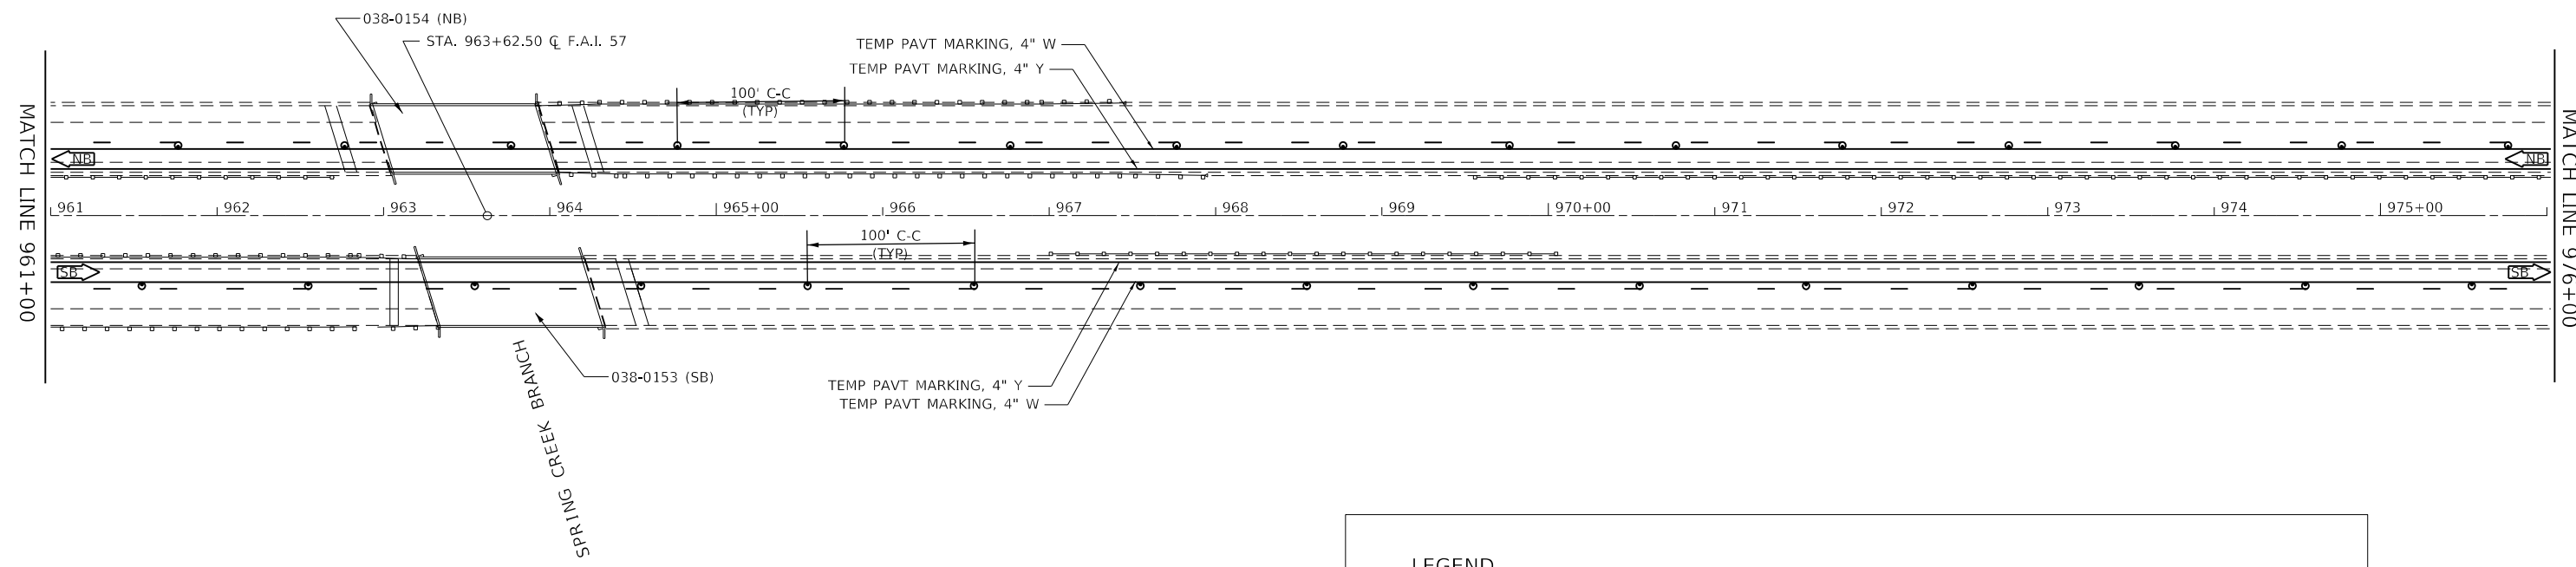 038-0154 (NB)
STA. 963+62.50 ℄ F.A.I. 57
TEMP PAVT MARKING, 4" W
TEMP PAVT MARKING, 4" Y
100' C-C
(TYP)
MATCH LINE 961+00
MATCH LINE 976+00
NB
NB
961
962
963
964
965+00
966
967
968
969
970+00
971
972
973
974
975+00
100' C-C
(TYP)
SB
SB
038-0153 (SB)
SPRING CREEK BRANCH
TEMP PAVT MARKING, 4" Y
TEMP PAVT MARKING, 4" W
LEGEND